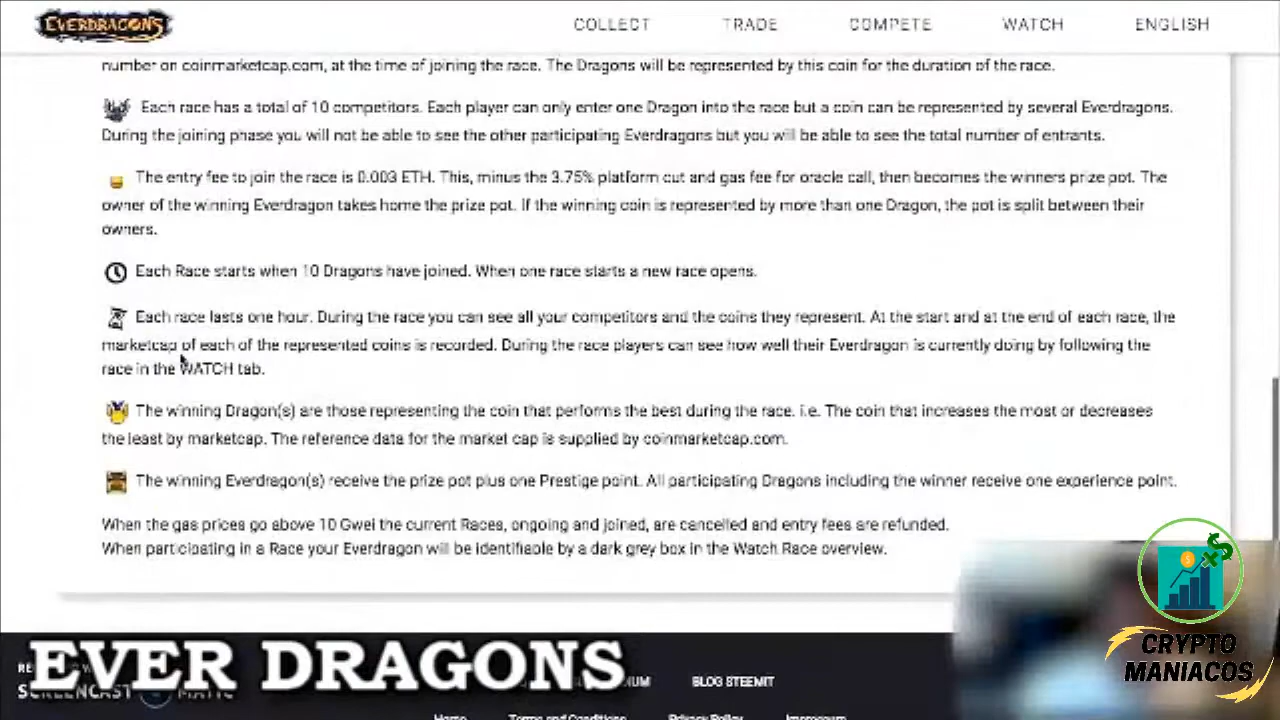 EVERDRAGONS
COLLECT TRADE COMPETE WATCH ENGLISH
number on coinmarketcap.com, at the time of joining the race. The Dragons will be represented by this coin for the duration of the race.
Each race has a total of 10 competitors. Each player can only enter one Dragon into the race but a coin can be represented by several Everdragons.
During the joining phase you will not be able to see the other participating Everdragons but you will be able to see the total number of entrants.
The entry fee to join the race is 0.003 ETH. This, minus the 3.75% platform cut and gas fee for oracle call, then becomes the winners prize pot. The
owner of the winning Everdragon takes home the prize pot. If the winning coin is represented by more than one Dragon, the pot is split between their
owners.
Each Race starts when 10 Dragons have joined. When one race starts a new race opens.
Each race lasts one hour. During the race you can see all your competitors and the coins they represent. At the start and at the end of each race, the
marketcap of each of the represented coins is recorded. During the race players can see how well their Everdragon is currently doing by following the
race in the WATCH tab.
The winning Dragon(s) are those representing the coin that performs the best during the race. i.e. The coin that increases the most or decreases
the least by marketcap. The reference data for the market cap is supplied by coinmarketcap.com.
The winning Everdragon(s) receive the prize pot plus one Prestige point. All participating Dragons including the winner receive one experience point.
When the gas prices go above 10 Gwei the current Races, ongoing and joined, are cancelled and entry fees are refunded.
When participating in a Race your Everdragon will be identifiable by a dark grey box in the Watch Race overview.
EVER DRAGONS
BLOG STEEMIT
SCREENCAST MATIC
Home Terms and Conditions Privacy Policy Impressum
CRYPTO
MANIACOS